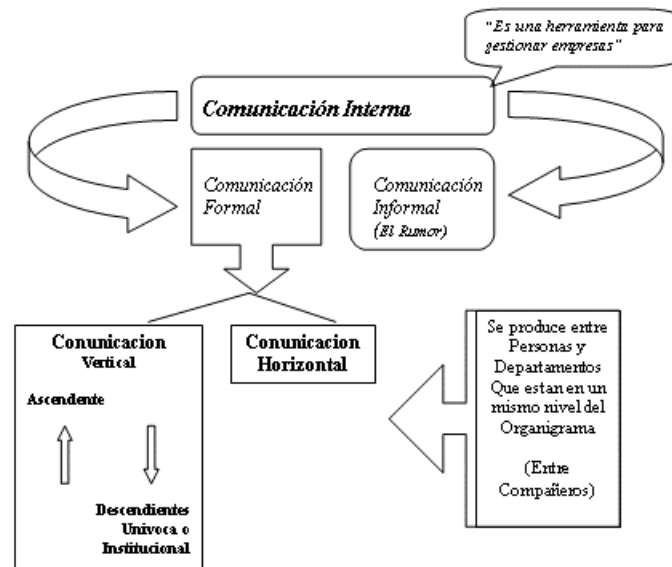 “Es una herramienta para
gestionar empresas”
Comunicación Interna
Comunicación
Formal
Comunicación
Informal
(El Rumor)
Conunicacion
Vertical
Ascendente
Descendientes
Univoca o
Institucional
Conunicacion
Horizontal
Se produce entre
Personas y
Departamentos
Que estan en un
mismo nivel del
Organigrama
(Entre
Compañeros)